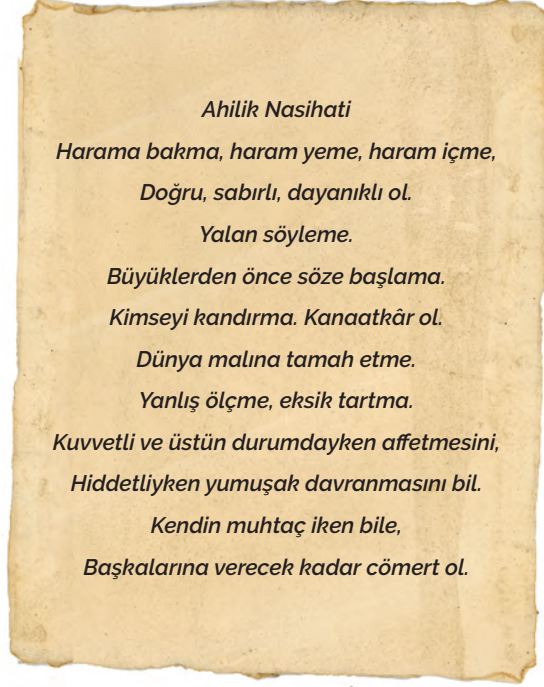 Ahilik Nasihati
Harama bakma, haram yeme, haram içme,
Doğru, sabırlı, dayanıklı ol.
Yalan söyleme.
Büyüklerden önce söze başlama.
Kimseyi kandırma. Kanaatkâr ol.
Dünya malına tamah etme.
Yanlış ölçme, eksik tartma.
Kuvvetli ve üstün durumdayken affetmesini,
Hiddetliyken yumuşak davranmasını bil.
Kendin muhtaç iken bile,
Başkalarına verecek kadar cömert ol.